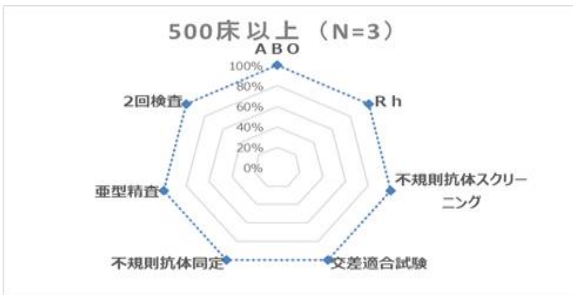 500床以上（N=3）
ABO
100%
80%
60%
40%
20%
0%
Rh
不規則抗体スクリー
ニング
交差適合試験
不規則抗体同定
亜型精査
2回検査